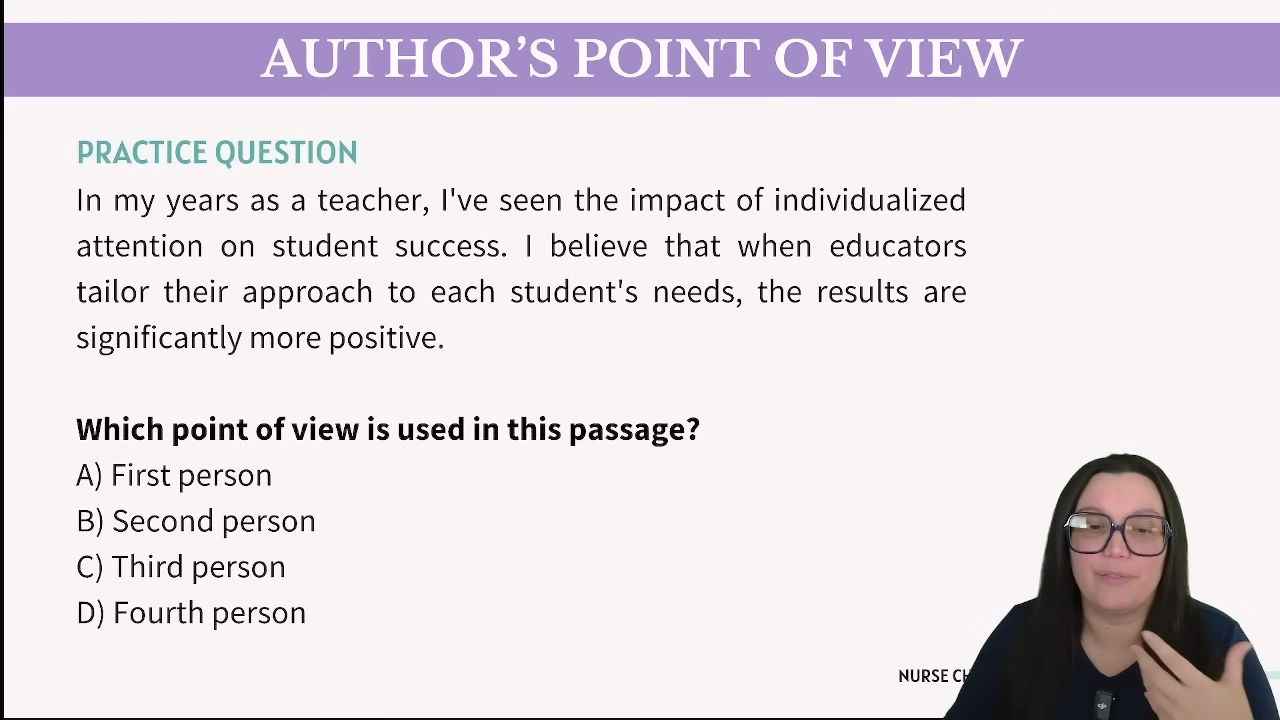 AUTHOR’S POINT OF VIEW
PRACTICE QUESTION
In my years as a teacher, I've seen the impact of individualized
attention on student success. I believe that when educators
tailor their approach to each student's needs, the results are
significantly more positive.
Which point of view is used in this passage?
A) First person
B) Second person
C) Third person
D) Fourth person
NURSE